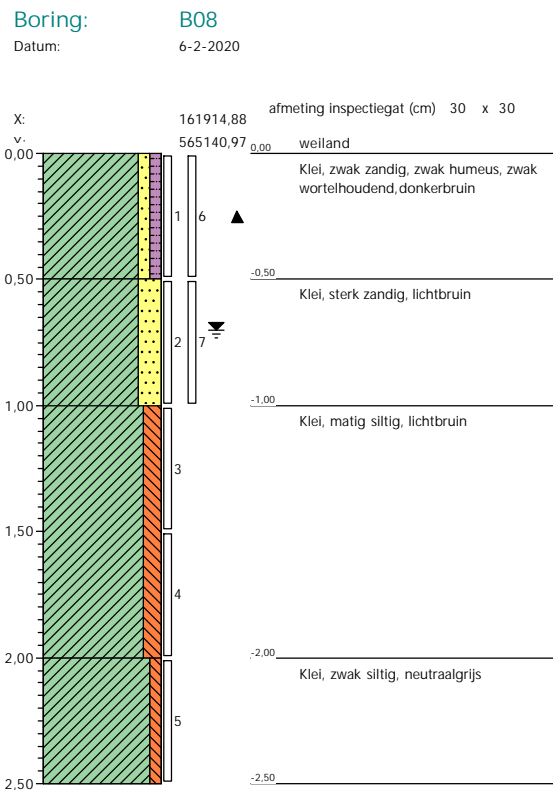 Boring: B08
Datum: 6-2-2020
afmeting inspectiegat (cm) 30 x 30
X: 161914,88
Y: 565140,97
0,00 0,00 weiland
Klei, zwak zandig, zwak humeus, zwak
wortelhoudend, donkerbruin
1 6
0,50 -0,50
Klei, sterk zandig, lichtbruin
2 7
1,00 -1,00
Klei, matig siltig, lichtbruin
3
1,50
4
2,00 -2,00
Klei, zwak siltig, neutraalgrijs
5
2,50 -2,50